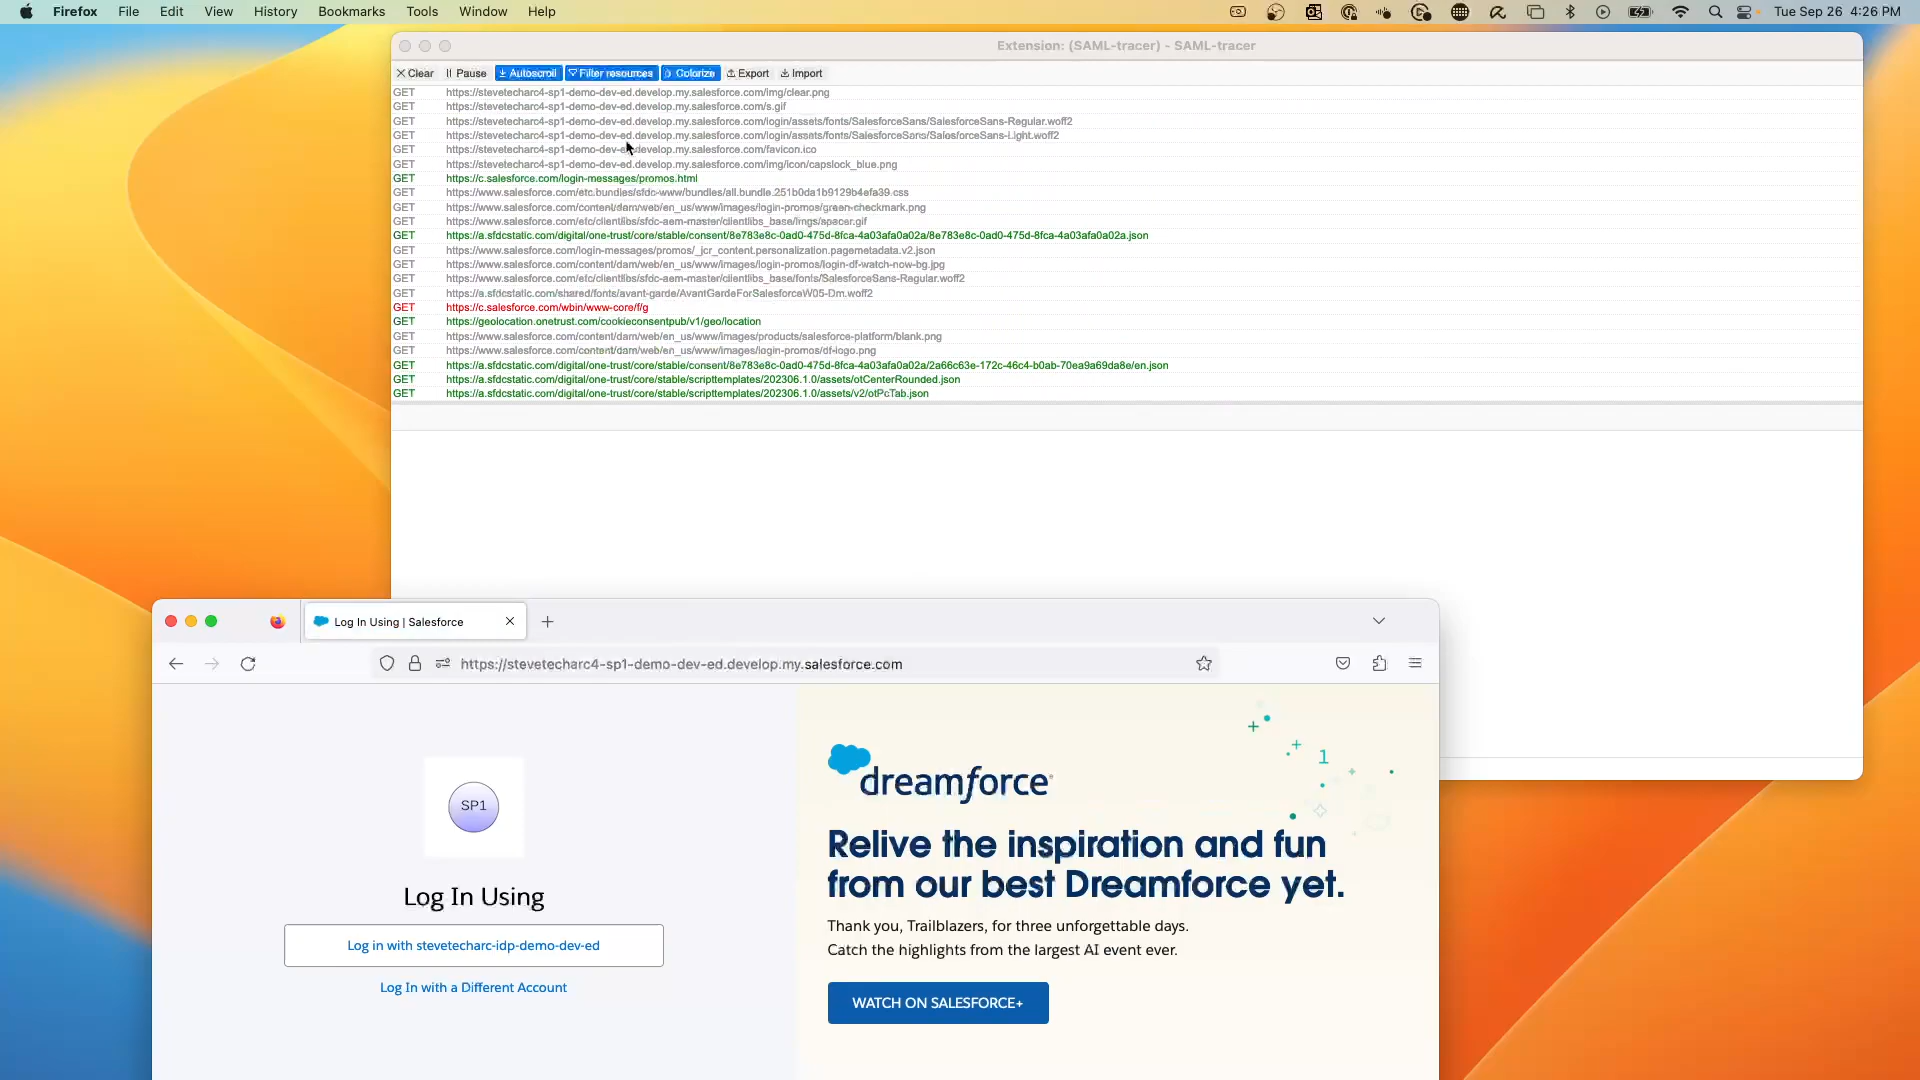 Firefox File Edit View History Bookmarks Tools Window Help Tue Sep 26 4:26 PM
Extension: (SAML-tracer) - SAML-tracer
Clear Pause Autoscroll Filter resources Colorize Export Import
GET https://stevetecharc4-sp1-demo-dev-ed.develop.my.salesforce.com/img/clear.png
GET https://stevetecharc4-sp1-demo-dev-ed.develop.my.salesforce.com/s.gif
GET https://stevetecharc4-sp1-demo-dev-ed.develop.my.salesforce.com/login/assets/fonts/SalesforceSans/SalesforceSans-Regular.woff2
GET https://stevetecharc4-sp1-demo-dev-ed.develop.my.salesforce.com/login/assets/fonts/SalesforceSans/SalesforceSans-Light.woff2
GET https://stevetecharc4-sp1-demo-dev-ed.develop.my.salesforce.com/favicon.ico
GET https://stevetecharc4-sp1-demo-dev-ed.develop.my.salesforce.com/img/icon/capslock_blue.png
GET https://c.salesforce.com/login-messages/promos.html
GET https://www.salesforce.com/etc.bundles/sfdc-www/bundles/all.bundle.251b0da1b9129b4efa39.css
GET https://www.salesforce.com/content/dam/web/en_us/www/images/login-promos/green-checkmark.png
GET https://www.salesforce.com/etc/clientlibs/sfdc-aem-master/clientlibs_base/imgs/spacer.gif
GET https://a.sfdcstatic.com/digital/one-trust/core/stable/consent/8e783e8c-0ad0-475d-8fca-4a03afa0a02a/8e783e8c-0ad0-475d-8fca-4a03afa0a02a.json
GET https://www.salesforce.com/login-messages/promos/_jcr_content.personalization.pagemetadata.v2.json
GET https://www.salesforce.com/content/dam/web/en_us/www/images/login-promos/login-df-watch-now-bg.jpg
GET https://www.salesforce.com/etc/clientlibs/sfdc-aem-master/clientlibs_base/fonts/SalesforceSans-Regular.woff2
GET https://a.sfdcstatic.com/shared/fonts/avant-garde/AvantGardeForSalesforceW05-Dm.woff2
GET https://c.salesforce.com/wbin/www-core/f/g
GET https://geolocation.onetrust.com/cookieconsentpub/v1/geo/location
GET https://www.salesforce.com/content/dam/web/en_us/www/images/products/salesforce-platform/blank.png
GET https://www.salesforce.com/content/dam/web/en_us/www/images/login-promos/df-logo.png
GET https://a.sfdcstatic.com/digital/one-trust/core/stable/consent/8e783e8c-0ad0-475d-8fca-4a03afa0a02a/2a66c63e-172c-46c4-b0ab-70ea9a69da8e/en.json
GET https://a.sfdcstatic.com/digital/one-trust/core/stable/scripttemplates/202306.1.0/assets/otCenterRounded.json
GET https://a.sfdcstatic.com/digital/one-trust/core/stable/scripttemplates/202306.1.0/assets/v2/otPcTab.json
Log In Using | Salesforce
https://stevetecharc4-sp1-demo-dev-ed.develop.my.salesforce.com
SP1
Log In Using
Log in with stevetecharc-idp-demo-dev-ed
Log In with a Different Account
dreamforce
1
Relive the inspiration and fun
from our best Dreamforce yet.
Thank you, Trailblazers, for three unforgettable days.
Catch the highlights from the largest AI event ever.
WATCH ON SALESFORCE+